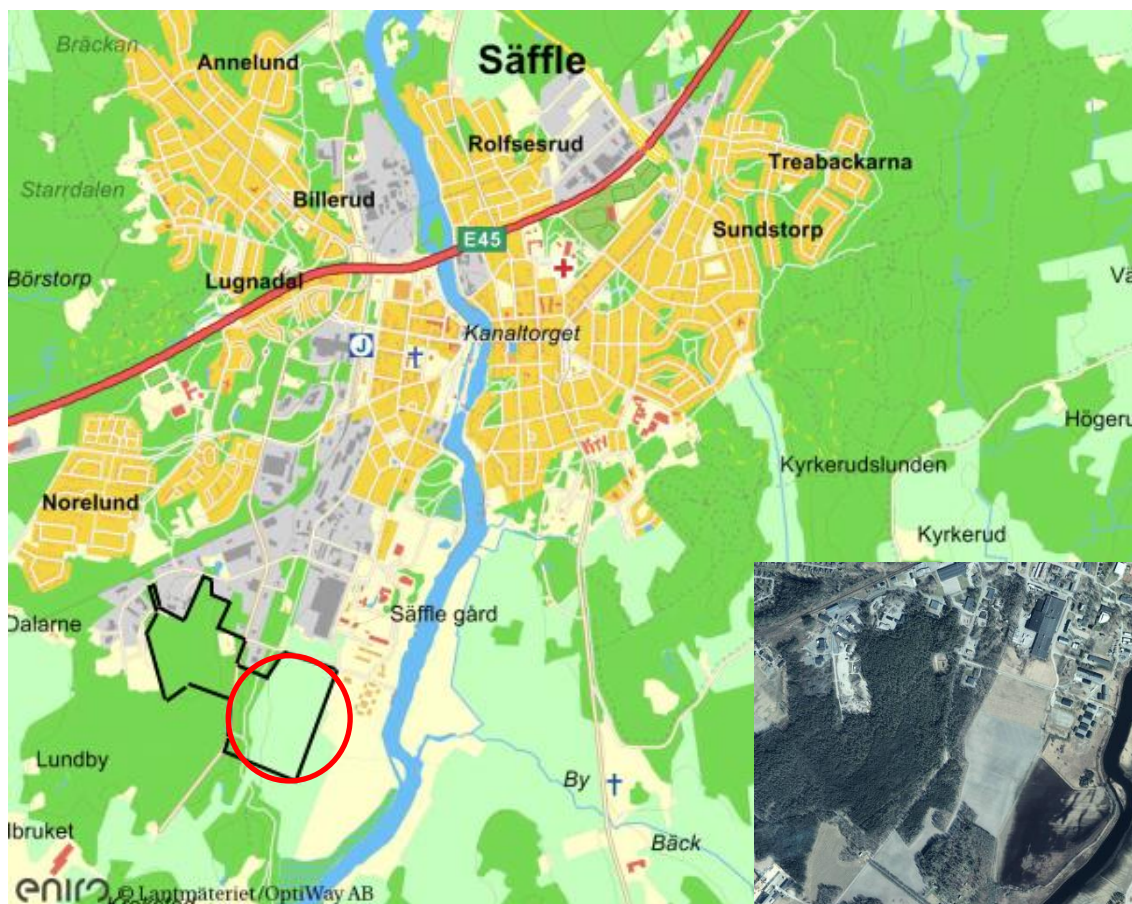 Bräckan
Annelund
Säffle
Rolfsesrud
Treabackarna
Starrdalen
Billerud
Sundstorp
E45
Börstorp
Lugnadal
Vä
Kanaltorget
J
Högeru
Kyrkerudslunden
Norelund
Kyrkerud
Säffle gård
Dalarne
Lundby
By
Bäck
lbruket
eniro © Lantmäteriet/OptiWay AB